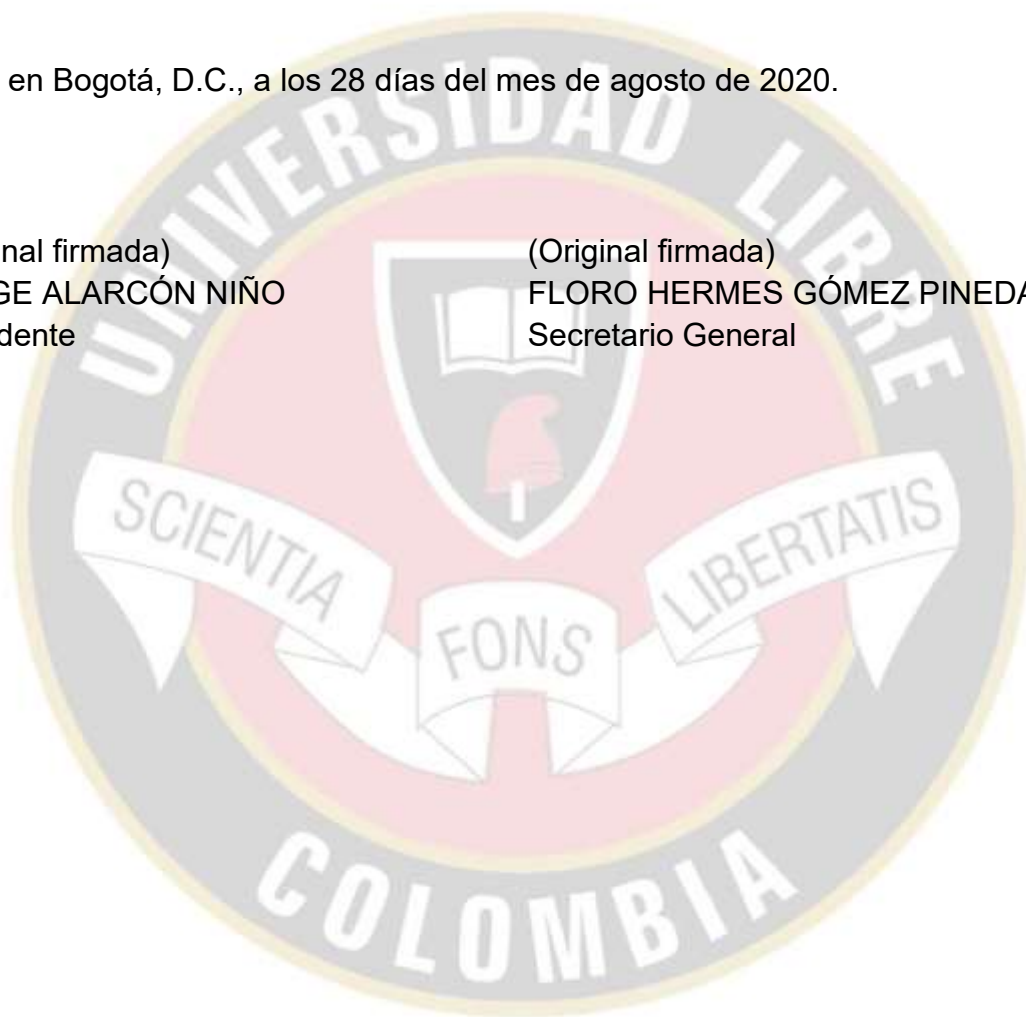 en Bogotá, D.C., a los 28 días del mes de agosto de 2020.
UNIVERSIDAD LIBRE
nal firmada)
(Original firmada)
GE ALARCÓN NIÑO
FLORO HERMES GÓMEZ PINEDA
dente
Secretario General
SCIENTIA
FONS
LIBERTATIS
COLOMBIA